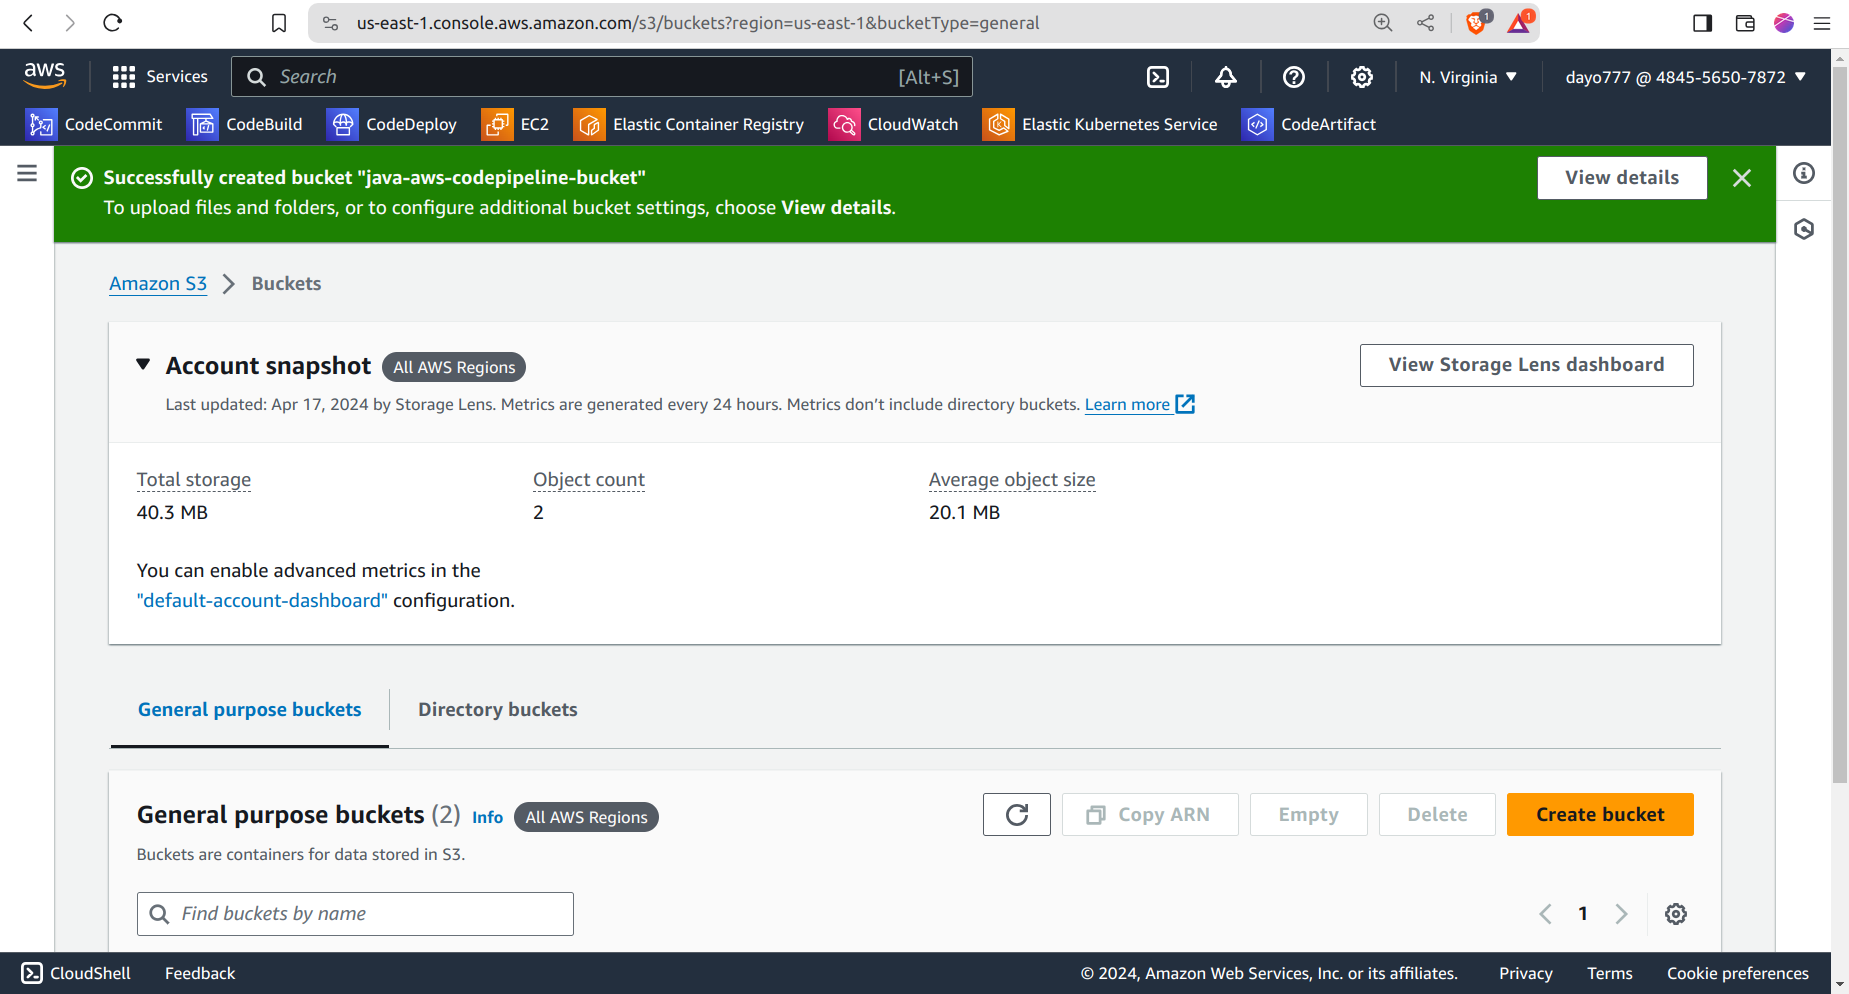 us-east-1.console.aws.amazon.com/s3/buckets?region=us-east-1&bucketType=general
1
1
aws
Services
Search
[Alt+S]
N. Virginia
dayo777 @ 4845-5650-7872
CodeCommit
CodeBuild
CodeDeploy
EC2
Elastic Container Registry
CloudWatch
Elastic Kubernetes Service
CodeArtifact
Successfully created bucket "java-aws-codepipeline-bucket"
To upload files and folders, or to configure additional bucket settings, choose View details.
View details
Amazon S3
Buckets
Account snapshot
All AWS Regions
View Storage Lens dashboard
Last updated: Apr 17, 2024 by Storage Lens. Metrics are generated every 24 hours. Metrics don’t include directory buckets. Learn more
Total storage
Object count
Average object size
40.3 MB
2
20.1 MB
You can enable advanced metrics in the
"default-account-dashboard" configuration.
General purpose buckets
Directory buckets
General purpose buckets (2)
Info
All AWS Regions
Copy ARN
Empty
Delete
Create bucket
Buckets are containers for data stored in S3.
Find buckets by name
1
CloudShell
Feedback
© 2024, Amazon Web Services, Inc. or its affiliates.
Privacy
Terms
Cookie preferences